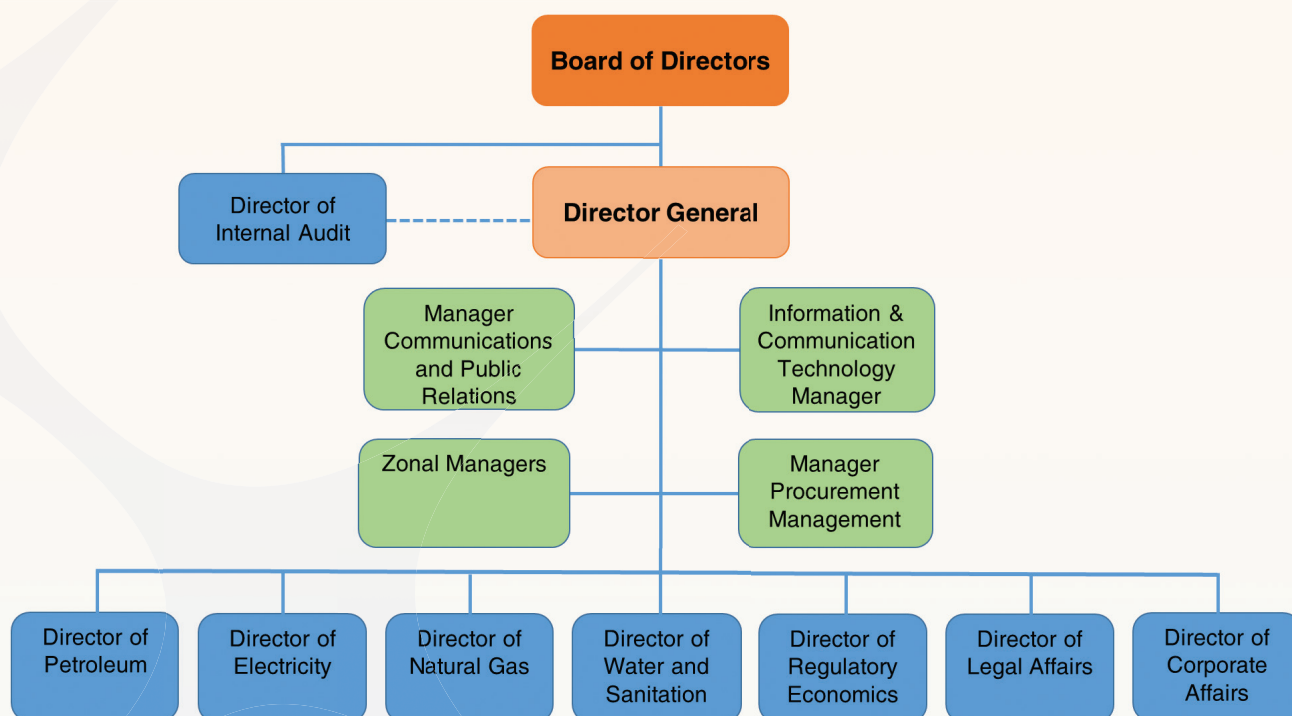 Board of Directors
Director of
Internal Audit
Director General
Manager
Communications
and Public
Relations
Information &
Communication
Technology
Manager
Zonal Managers
Manager
Procurement
Management
Director of
Petroleum
Director of
Electricity
Director of
Natural Gas
Director of
Water and
Sanitation
Director of
Regulatory
Economics
Director of
Legal Affairs
Director of
Corporate
Affairs